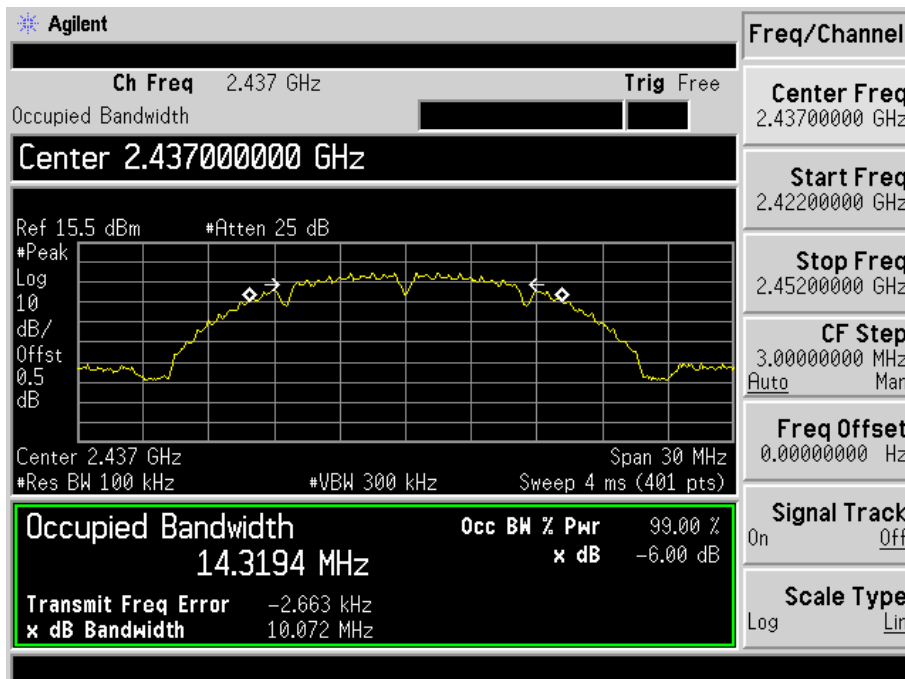 Agilent
Freq/Channel
Ch Freq 2.437 GHz Trig Free
Occupied Bandwidth
Center 2.437000000 GHz
Ref 15.5 dBm #Atten 25 dB
#Peak
Log
10
dB/
Offst
0.5
dB
Center 2.437 GHz Span 30 MHz
#Res BW 100 kHz #VBW 300 kHz Sweep 4 ms (401 pts)
Occupied Bandwidth
14.3194 MHz
Occ BW % Pwr 99.00 %
x dB -6.00 dB
Transmit Freq Error -2.663 kHz
x dB Bandwidth 10.072 MHz
Center Freq
2.43700000 GHz
Start Freq
2.42200000 GHz
Stop Freq
2.45200000 GHz
CF Step
3.00000000 MHz
Auto Man
Freq Offset
0.00000000 Hz
Signal Track
On Off
Scale Type
Log Lin